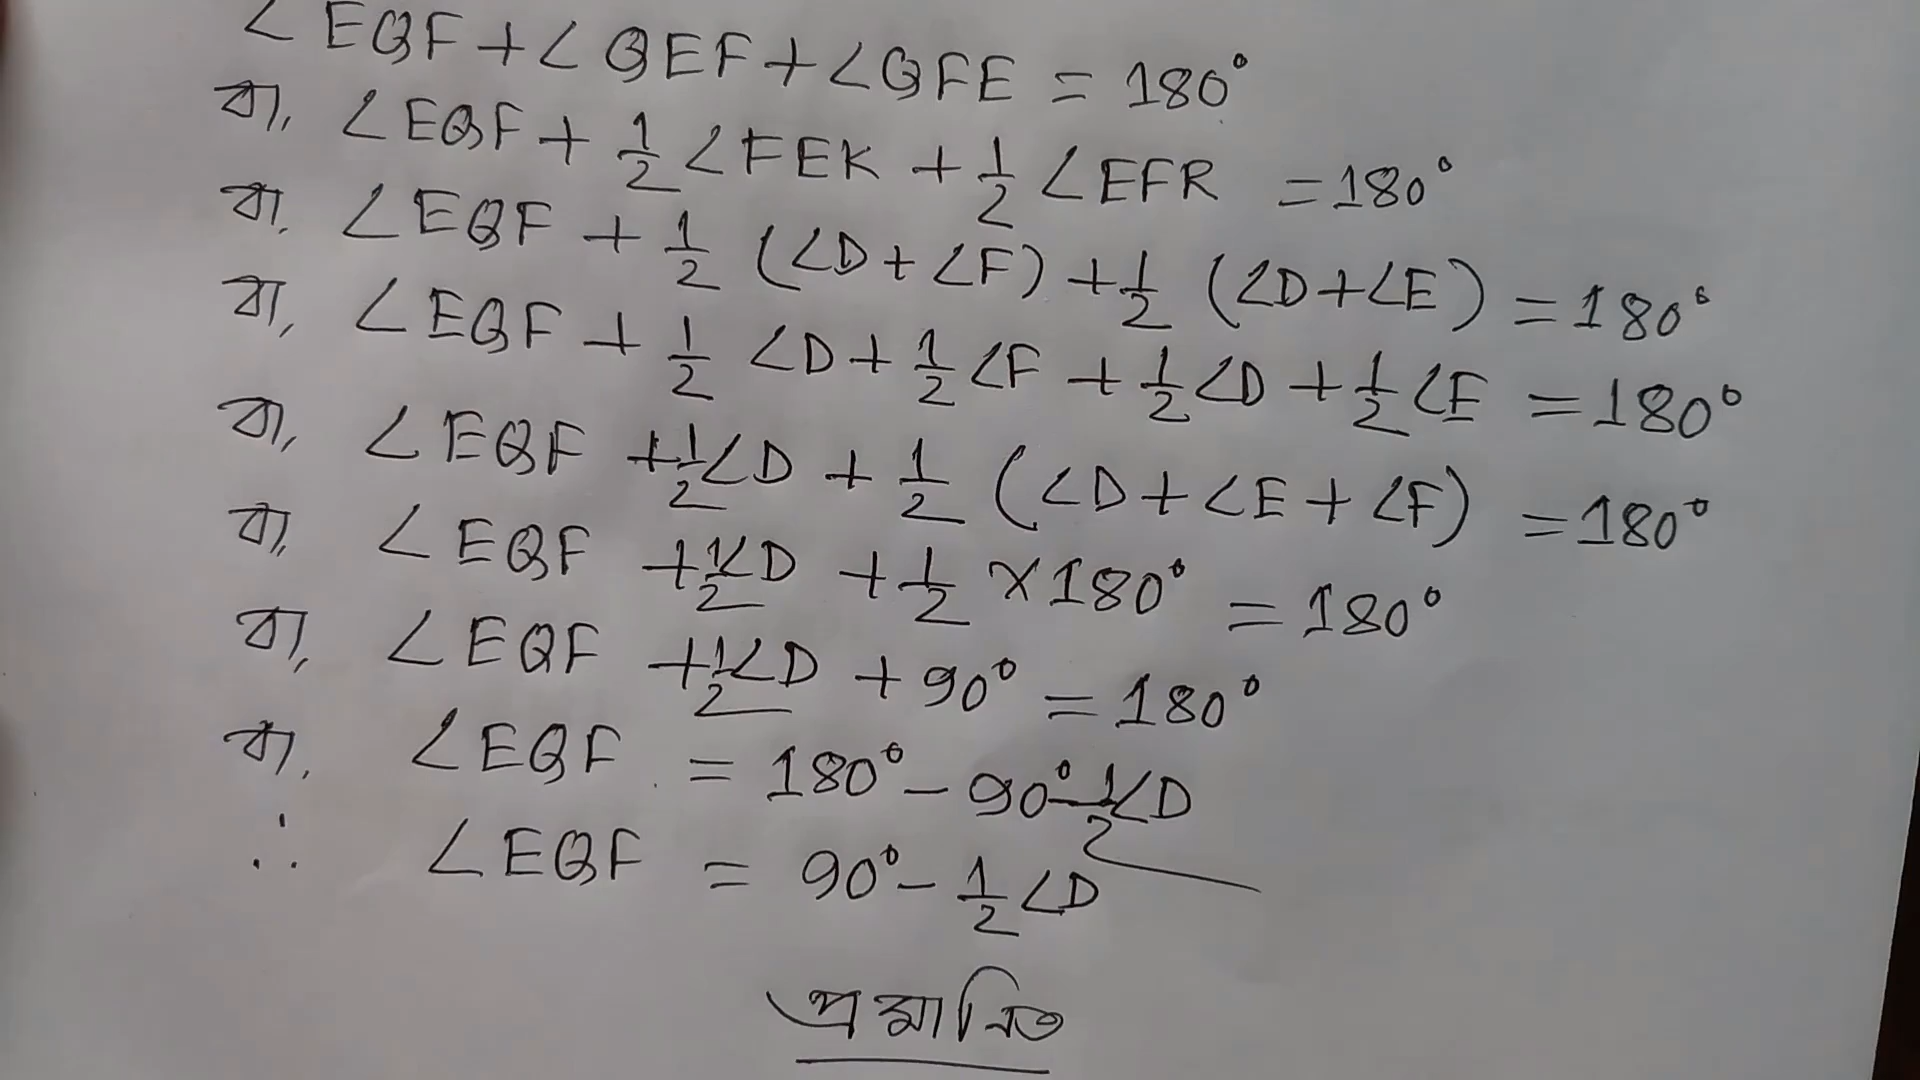 ∠EQF + ∠QEF + ∠QFE = 180°
বা, ∠EQF + 1/2 ∠FEK + 1/2 ∠EFR = 180°
বা, ∠EQF + 1/2 (∠D + ∠F) + 1/2 (∠D + ∠E) = 180°
বা, ∠EQF + 1/2 ∠D + 1/2 ∠F + 1/2 ∠D + 1/2 ∠E = 180°
বা, ∠EQF + 1/2 ∠D + 1/2 (∠D + ∠E + ∠F) = 180°
বা, ∠EQF + 1/2 ∠D + 1/2 × 180° = 180°
বা, ∠EQF + 1/2 ∠D + 90° = 180°
বা, ∠EQF = 180° - 90° - 1/2 ∠D
∴ ∠EQF = 90° - 1/2 ∠D
প্রমানিত